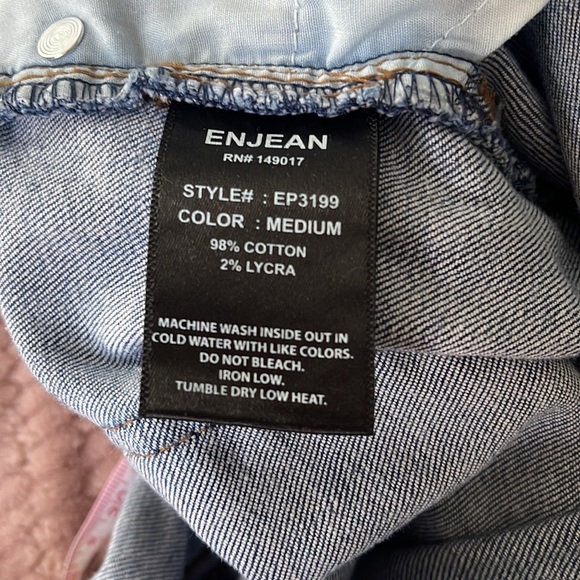 ENJEAN
RN# 149017
STYLE# : EP3199
COLOR : MEDIUM
98% COTTON
2% LYCRA
MACHINE WASH INSIDE OUT IN
COLD WATER WITH LIKE COLORS.
DO NOT BLEACH.
IRON LOW.
TUMBLE DRY LOW HEAT.